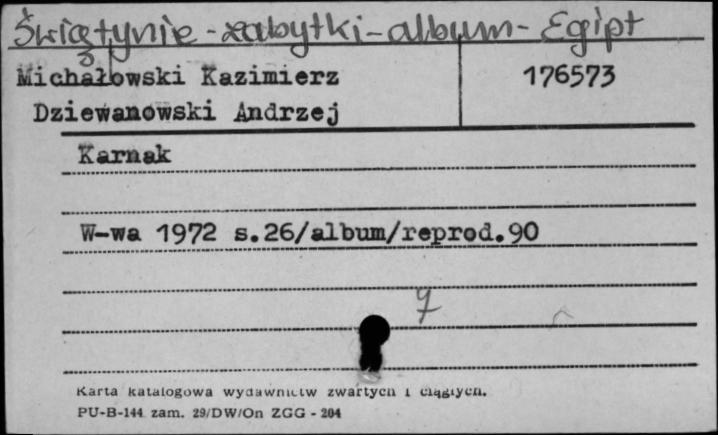 Świątynie - zabytki - album - Egipt
Michałowski Kazimierz 176573
Dziewanowski Andrzej
Karnak
W-wa 1972 s.26/album/reprod.90
Karta katalogowa wydawnictw zwartych i ciągłych.
PU-B-144 zam. 29/DW/On ZGG - 204